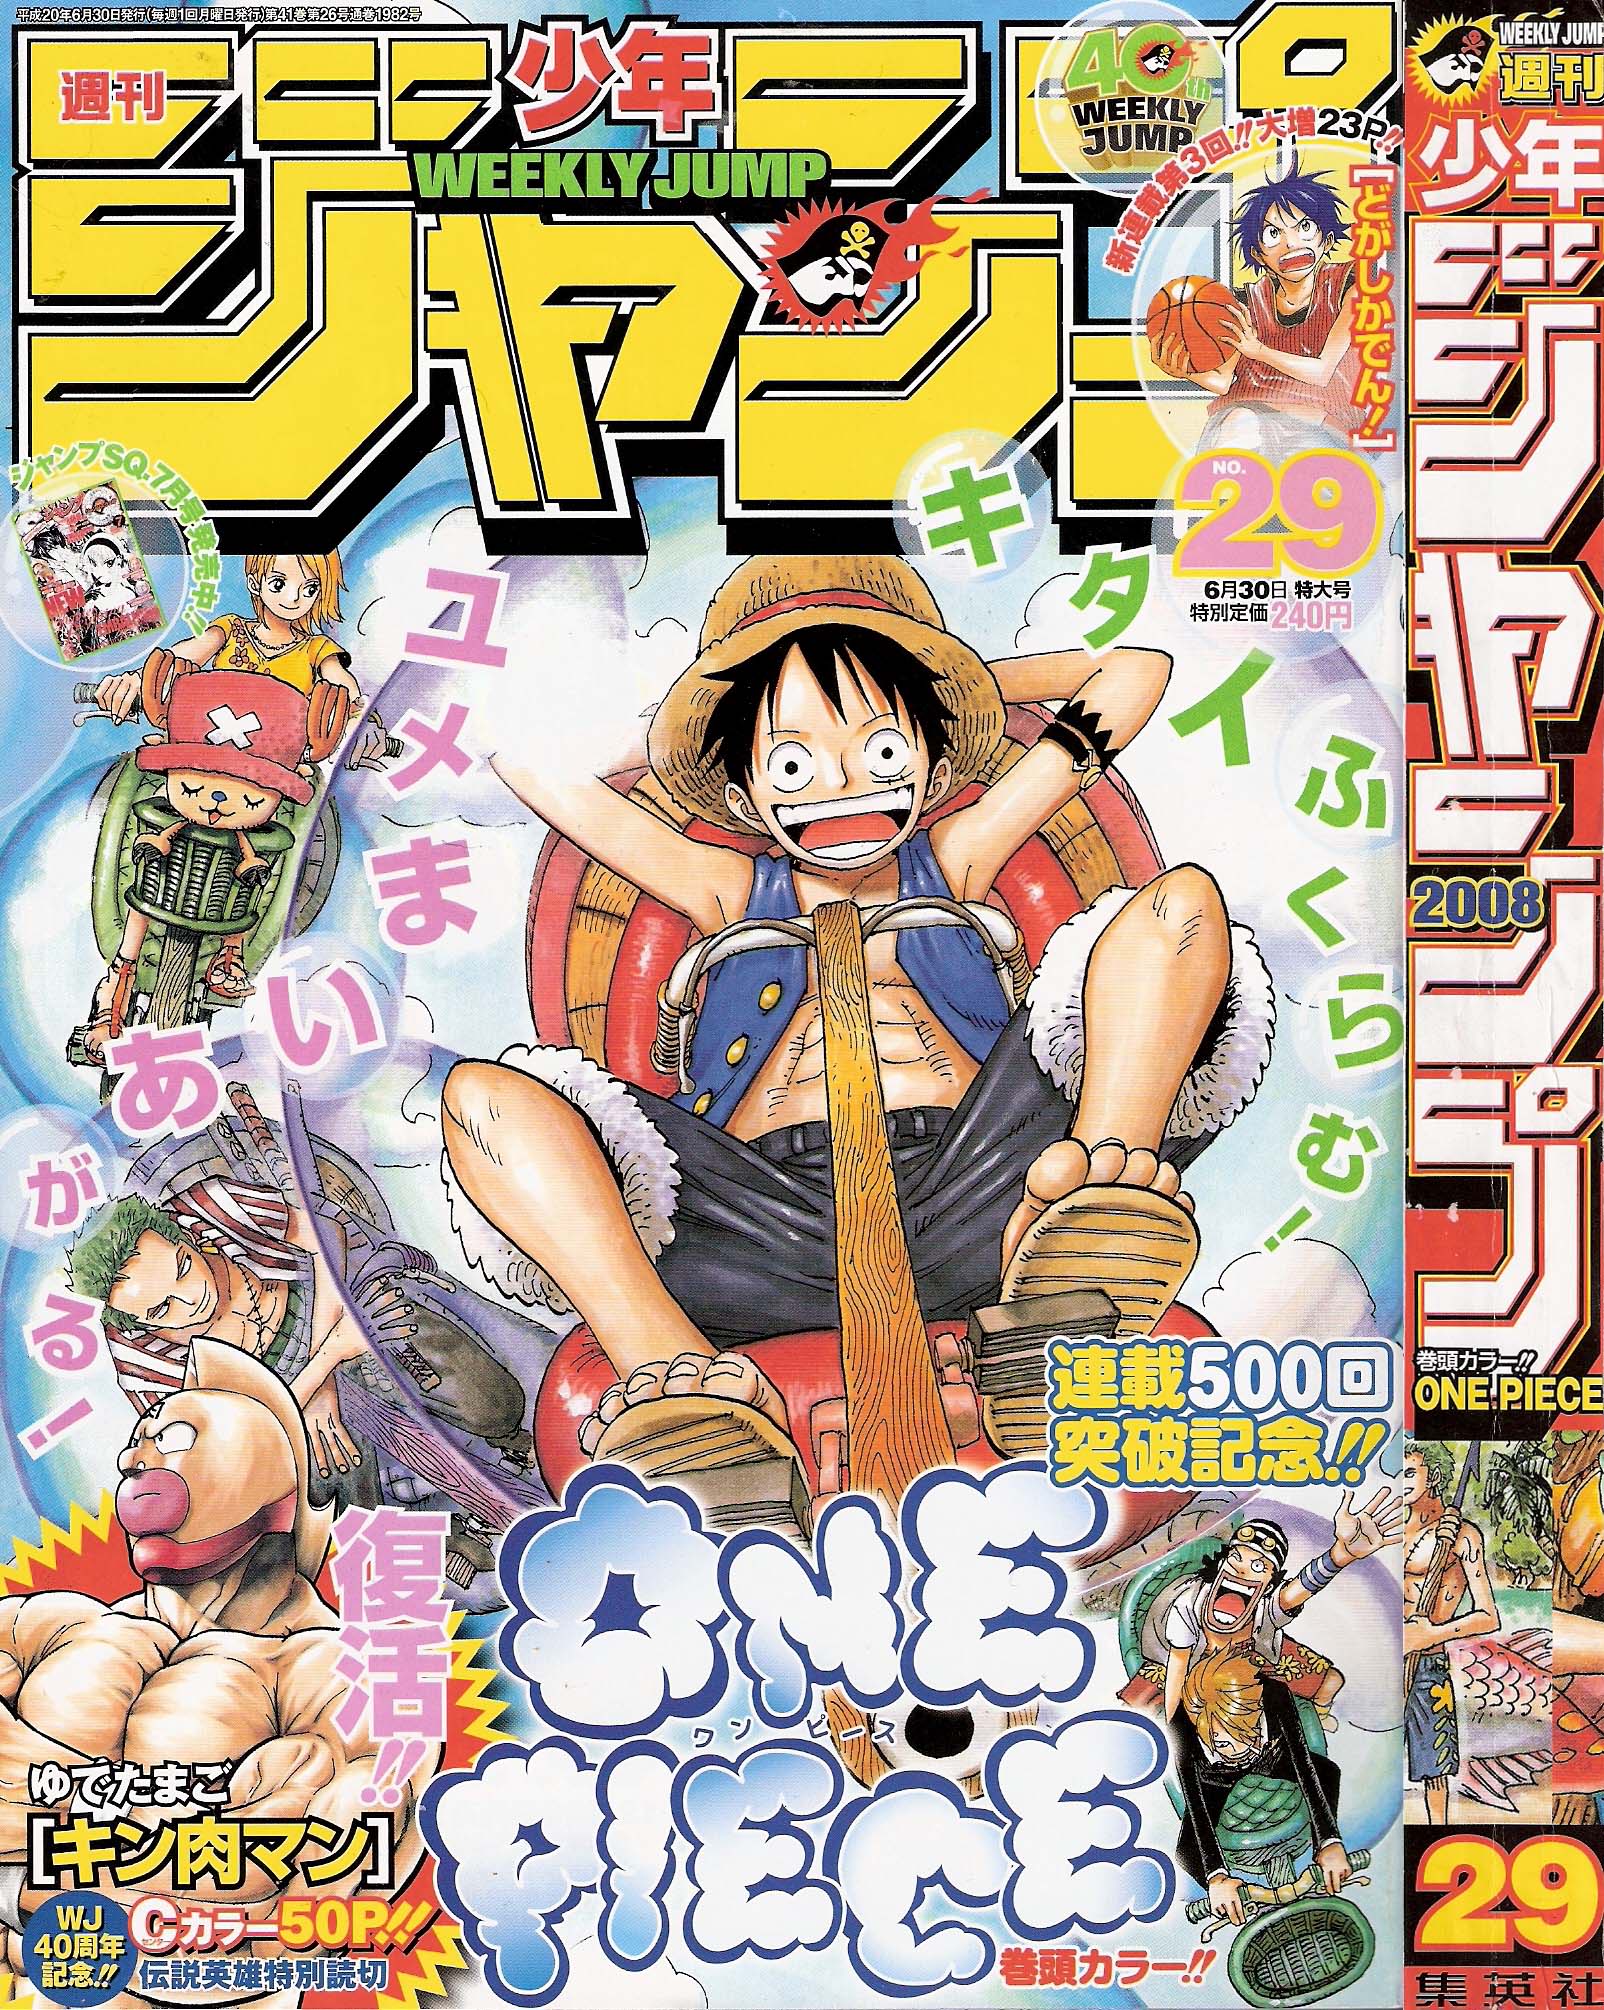 平成20年6月30日発行(毎週1回月曜日発行)第41巻第26号通巻1982号
週刊
少年
ジャンプ
WEEKLY JUMP
40th
WEEKLY
JUMP
新連載第3回!!大増23P!!
[どがしかでん!]
NO.
29
6月30日 特大号
特別定価240円
ジャンプSQ.7月号発売中!!
NEW
キタイ
ふくらむ!
ユメ
まい
あがる!
連載500回
突破記念!!
ONE
ワンピース
PIECE
巻頭カラー!!
復活!!
ゆでたまご
[キン肉マン]
WJ
40周年
記念!!
Cカラー50P!!
センター
伝説英雄特別読切
WEEKLY JUMP
週刊
少年
ジャンプ
2008
巻頭カラー!!
ONE PIECE
29
集英社